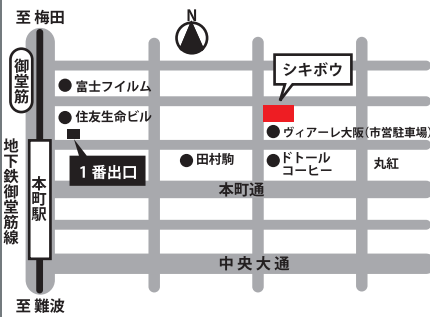 至 梅田
N
御堂筋
シキボウ
富士フイルム
住友生命ビル
ヴィアーレ大阪(市営駐車場)
1番出口
田村駒
ドトール
コーヒー
丸紅
地下鉄御堂筋線
本町駅
本町通
中央大通
至 難波